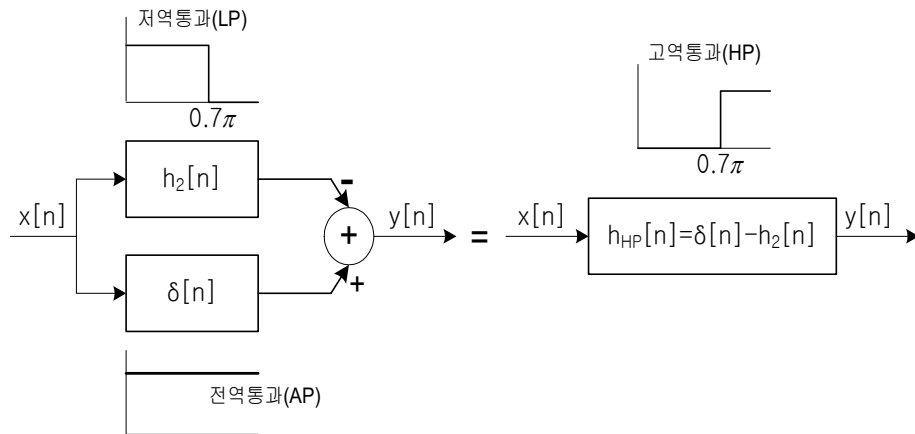 저역통과(LP)
0.7π
h₂[n]
-
x[n]
+
y[n]
δ[n]
+
전역통과(AP)
=
고역통과(HP)
0.7π
x[n]
h_HP[n]=δ[n]-h₂[n]
y[n]